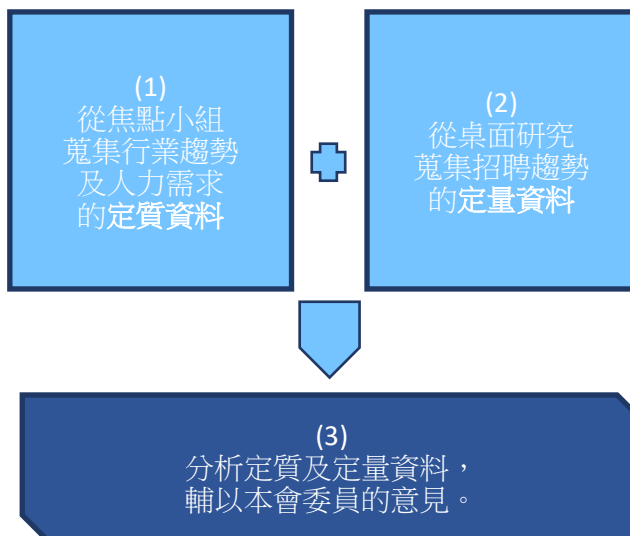 (1)
從焦點小組
蒐集行業趨勢
及人力需求
的定質資料
(2)
從桌面研究
蒐集招聘趨勢
的定量資料
(3)
分析定質及定量資料，
輔以本會委員的意見。